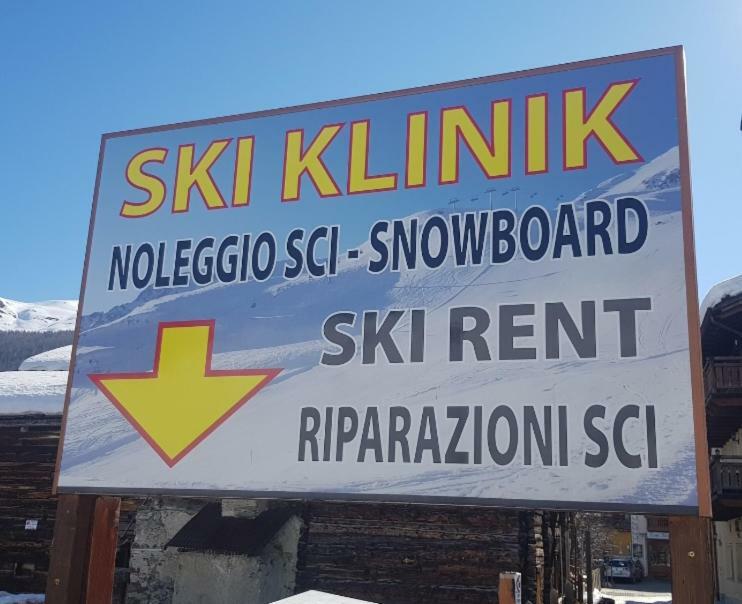 SKI KLINIK
NOLEGGIO SCI - SNOWBOARD
SKI RENT
RIPARAZIONI SCI